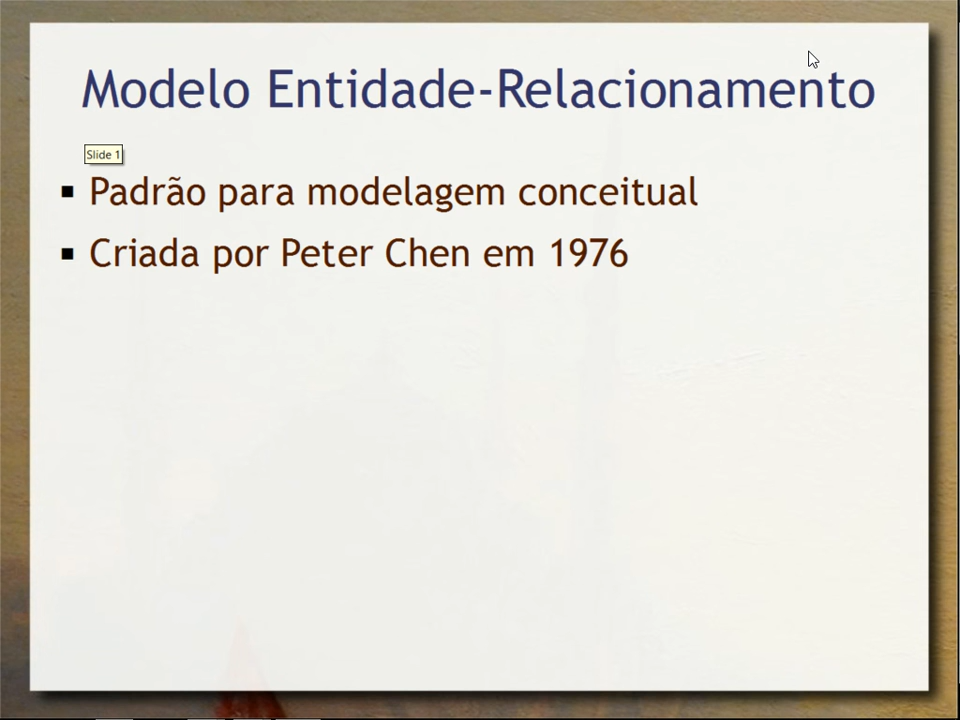 Modelo Entidade-Relacionamento
Slide 1
Padrão para modelagem conceitual
Criada por Peter Chen em 1976